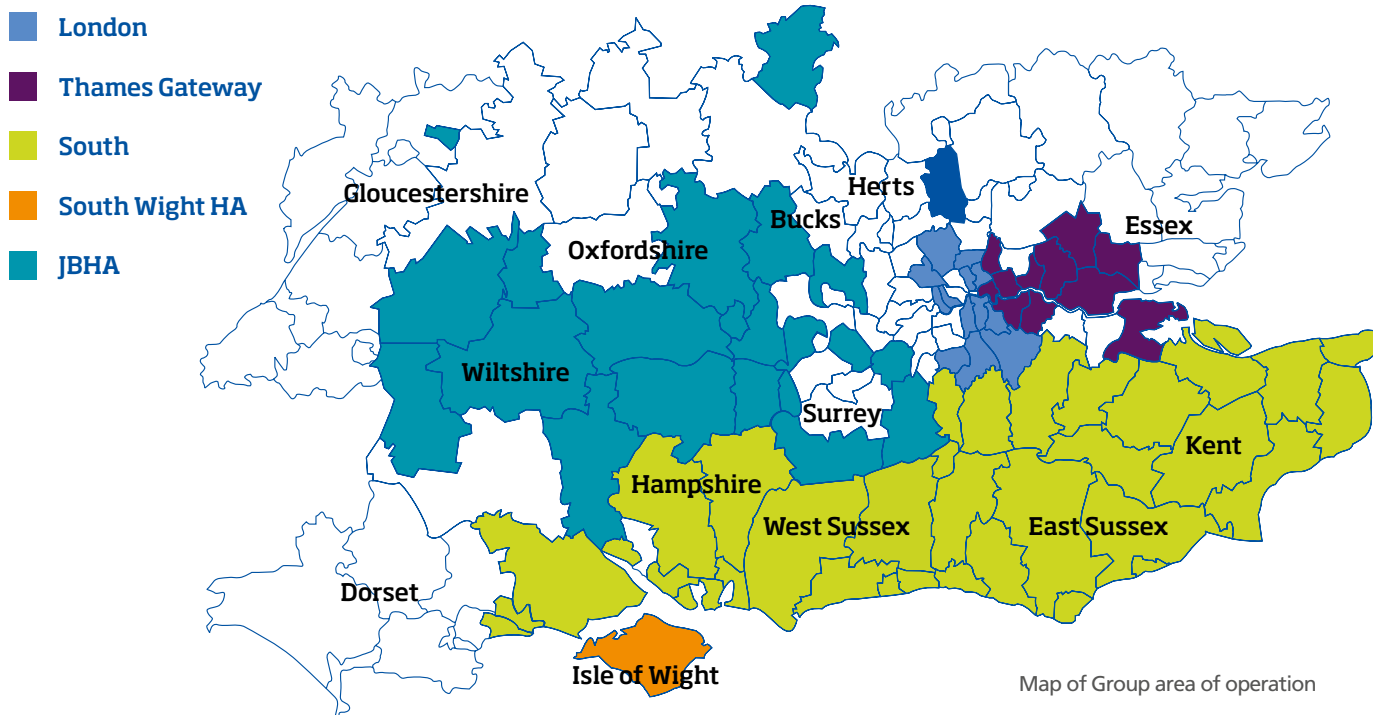 London
Thames Gateway
South
South Wight HA
JBHA
Gloucestershire
Herts
Bucks
Essex
Oxfordshire
Wiltshire
Surrey
Kent
Hampshire
West Sussex
East Sussex
Dorset
Isle of Wight
Map of Group area of operation